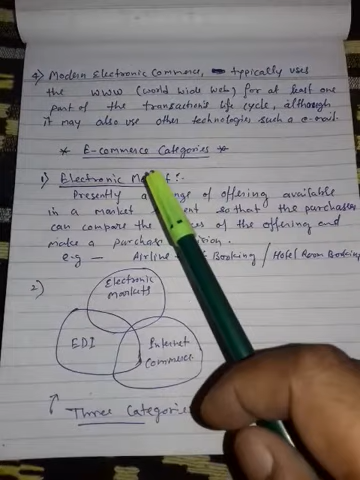 4) Modern Electronic Commerce, typically uses
the WWW (World Wide Web) for at least one
part of the transaction's life cycle, although
it may also use other technologies such a e-mail.
* E-commerce Categories *
1) Electronic
Presently a of offering available
in a market so that the purchases
can compare the of the offering and
make a purchase
e.g — Airline Booking / Hotel Room Booking
2)
Electronic
Markets
EDI
Internet
Commerce
Three Categories